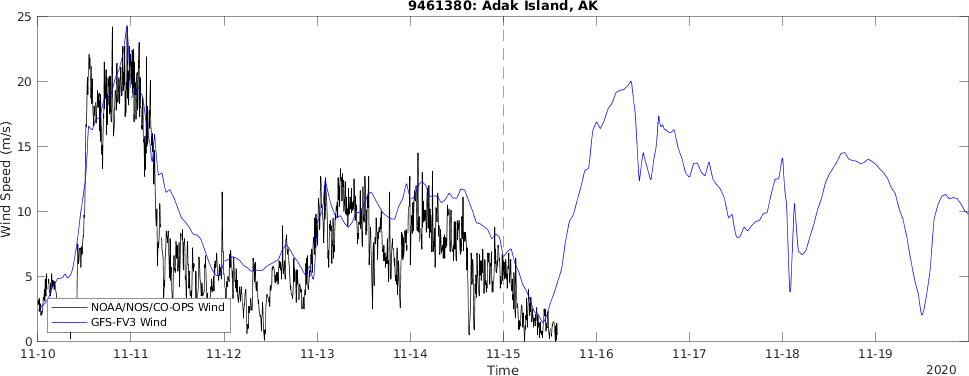 9461380: Adak Island, AK
25
20
15
10
5
0
Wind Speed (m/s)
NOAA/NOS/CO-OPS Wind
GFS-FV3 Wind
11-10 11-11 11-12 11-13 11-14 11-15 11-16 11-17 11-18 11-19
Time
2020